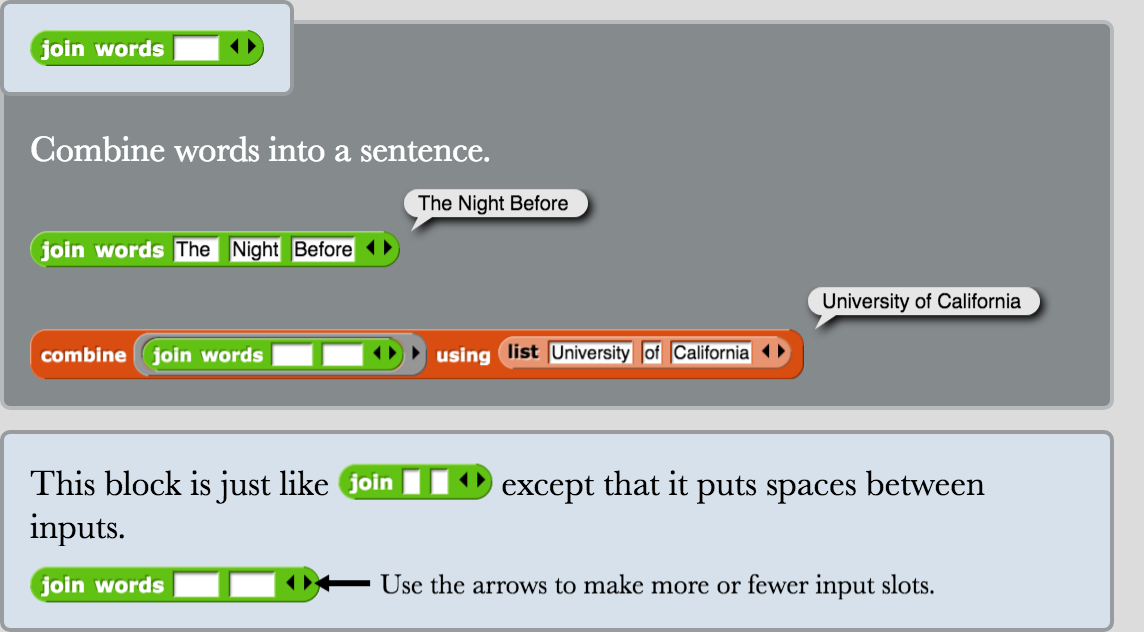 join words
Combine words into a sentence.
The Night Before
join words The Night Before
University of California
combine join words using list University of California
This block is just like join except that it puts spaces between
inputs.
join words Use the arrows to make more or fewer input slots.